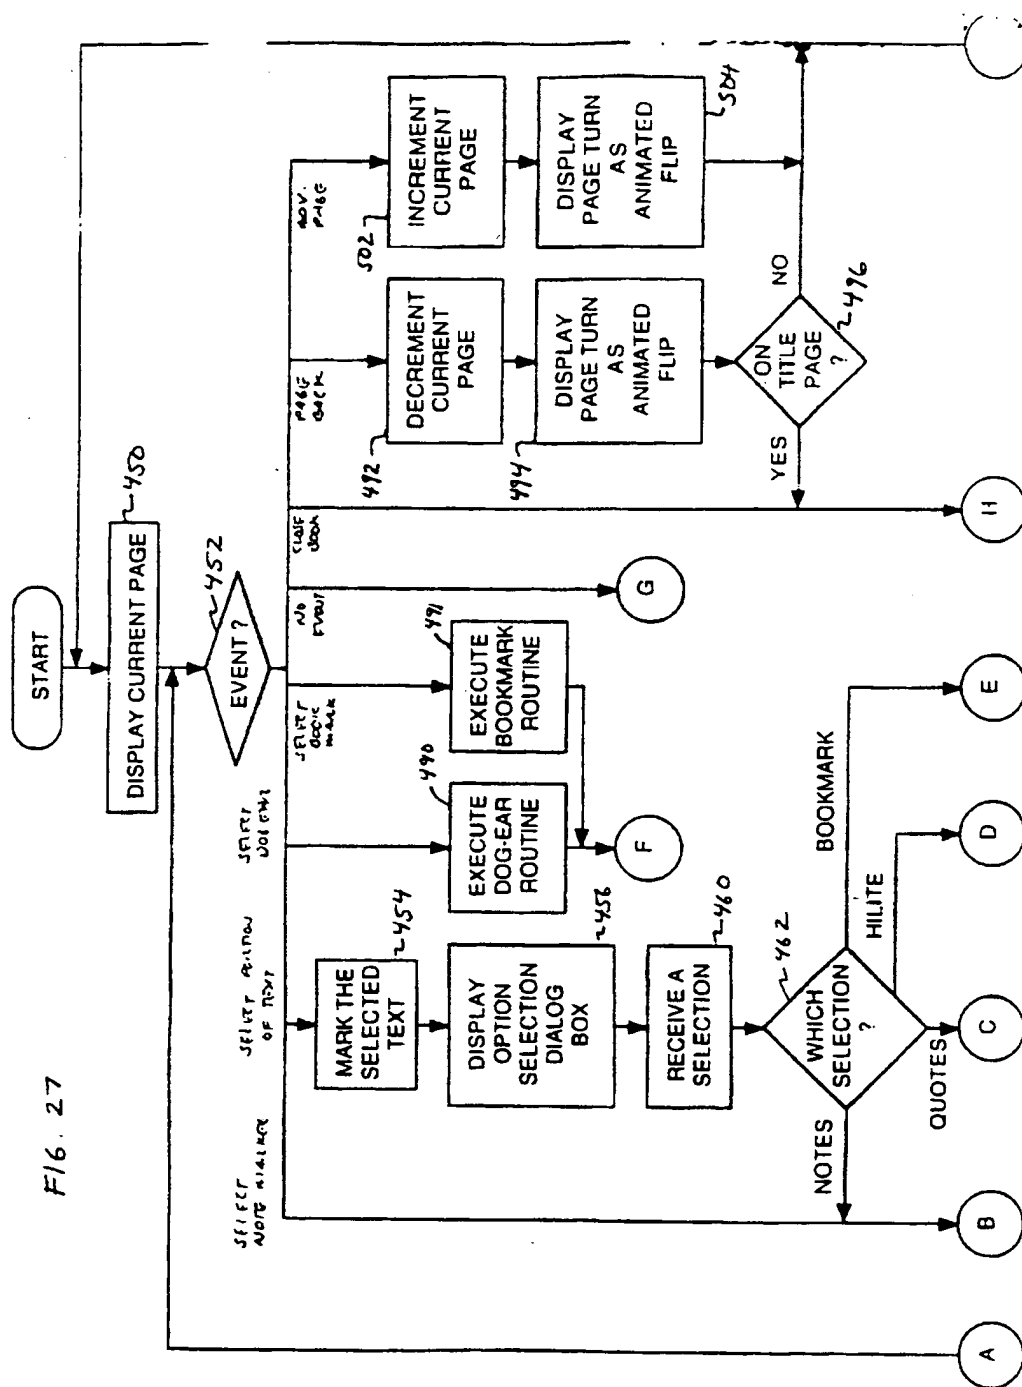 FIG. 27
START
DISPLAY CURRENT PAGE
450
EVENT ?
452
SELECT
NOTE MARKER
SELECT PORTION
OF TEXT
SELECT
DOG EAR
SELECT
BOOK
MARK
NO
EVENT
CLOSE
BOOK
PAGE
BACK
ADV.
PAGE
MARK THE
SELECTED
TEXT
454
DISPLAY
OPTION
SELECTION
DIALOG
BOX
456
RECEIVE A
SELECTION
460
WHICH
SELECTION
?
462
NOTES
QUOTES
HILITE
BOOKMARK
EXECUTE
DOG-EAR
ROUTINE
490
EXECUTE
BOOKMARK
ROUTINE
491
DECREMENT
CURRENT
PAGE
492
DISPLAY
PAGE TURN
AS
ANIMATED
FLIP
494
ON
TITLE
PAGE
?
496
YES
NO
INCREMENT
CURRENT
PAGE
502
DISPLAY
PAGE TURN
AS
ANIMATED
FLIP
504
A
B
C
D
E
F
G
H